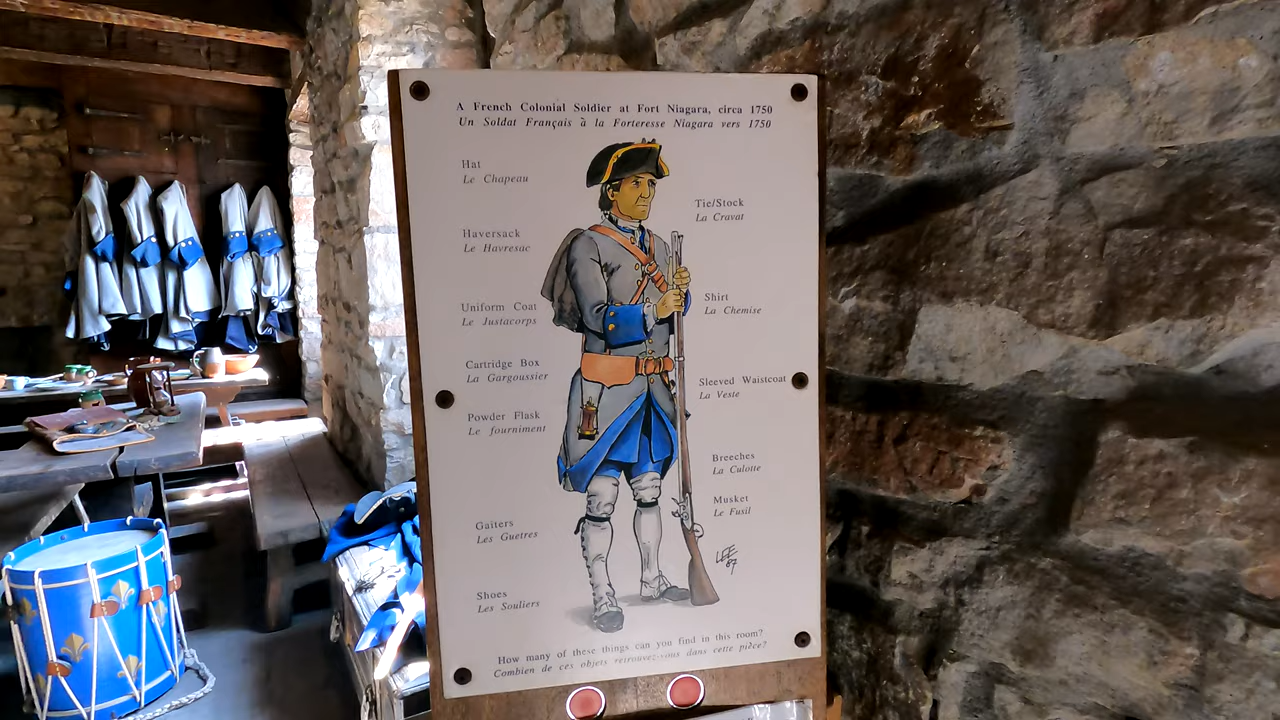 A French Colonial Soldier at Fort Niagara, circa 1750
Un Soldat Français à la Forteresse Niagara vers 1750
Hat
Le Chapeau
Haversack
Le Havresac
Uniform Coat
Le Justacorps
Cartridge Box
La Gargoussier
Powder Flask
Le fourniment
Gaiters
Les Guetres
Shoes
Les Souliers
Tie/Stock
La Cravat
Shirt
La Chemise
Sleeved Waistcoat
La Veste
Breeches
La Culotte
Musket
Le Fusil
LEE
87
How many of these things can you find in this room?
Combien de ces objets retrouvez-vous dans cette pièce?